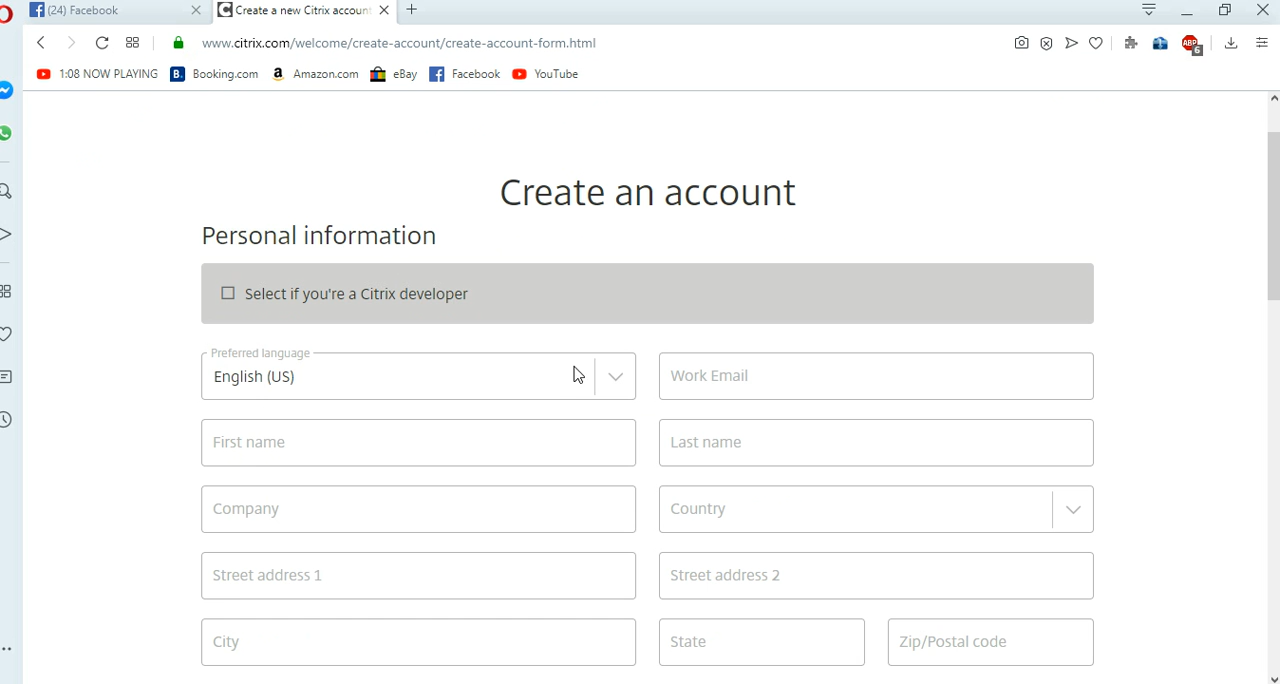 (24) Facebook
Create a new Citrix account
www.citrix.com/welcome/create-account/create-account-form.html
ABP
6
1:08 NOW PLAYING B. Booking.com a Amazon.com eBay Facebook YouTube
Create an account
Personal information
Select if you're a Citrix developer
Preferred language
English (US)
Work Email
First name
Last name
Company
Country
Street address 1
Street address 2
City
State
Zip/Postal code